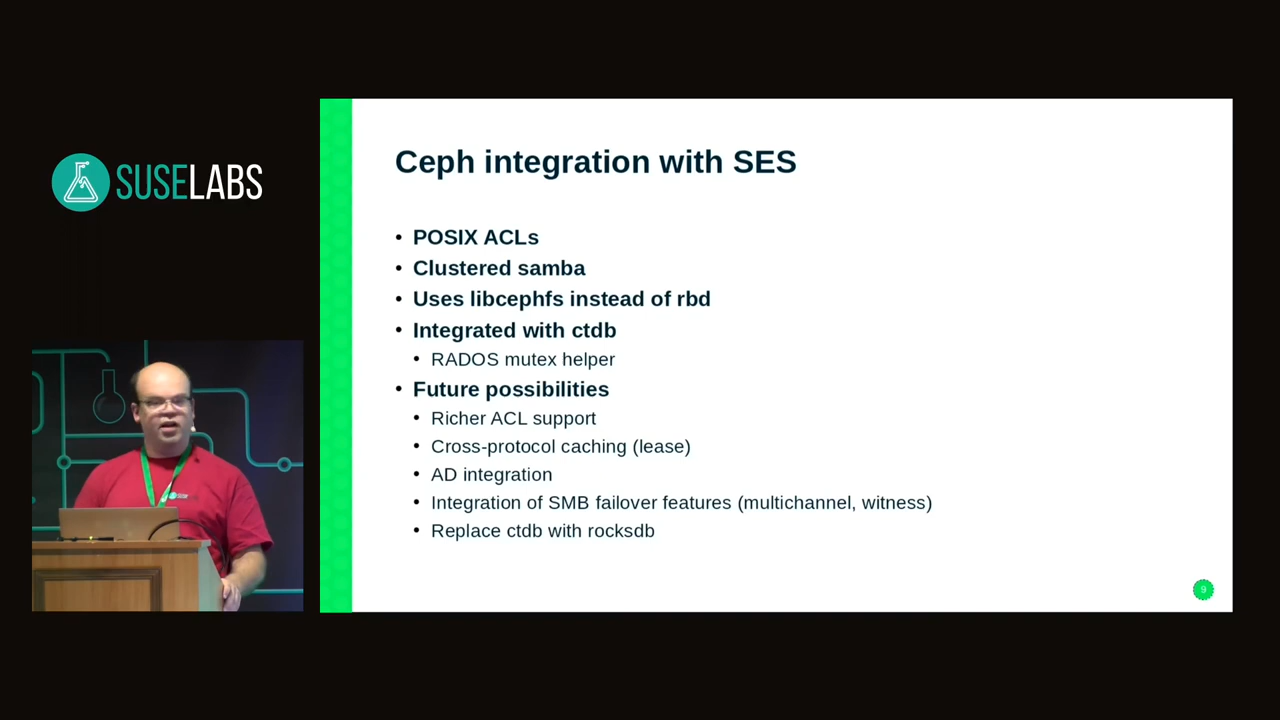 SUSELABS
Ceph integration with SES
• POSIX ACLs
• Clustered samba
• Uses libcephfs instead of rbd
• Integrated with ctdb
• RADOS mutex helper
• Future possibilities
• Richer ACL support
• Cross-protocol caching (lease)
• AD integration
• Integration of SMB failover features (multichannel, witness)
• Replace ctdb with rocksdb
9